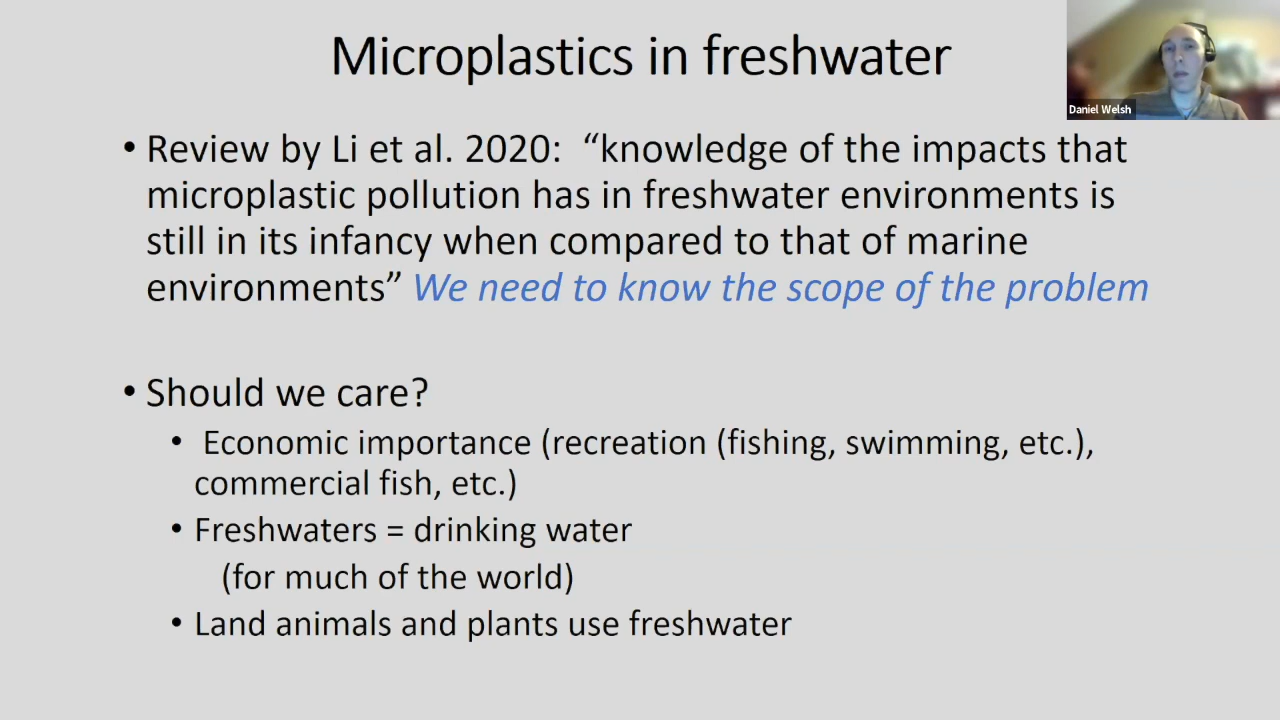 Microplastics in freshwater
Daniel Welsh
• Review by Li et al. 2020: “knowledge of the impacts that
microplastic pollution has in freshwater environments is
still in its infancy when compared to that of marine
environments” We need to know the scope of the problem
• Should we care?
• Economic importance (recreation (fishing, swimming, etc.),
commercial fish, etc.)
• Freshwaters = drinking water
(for much of the world)
• Land animals and plants use freshwater